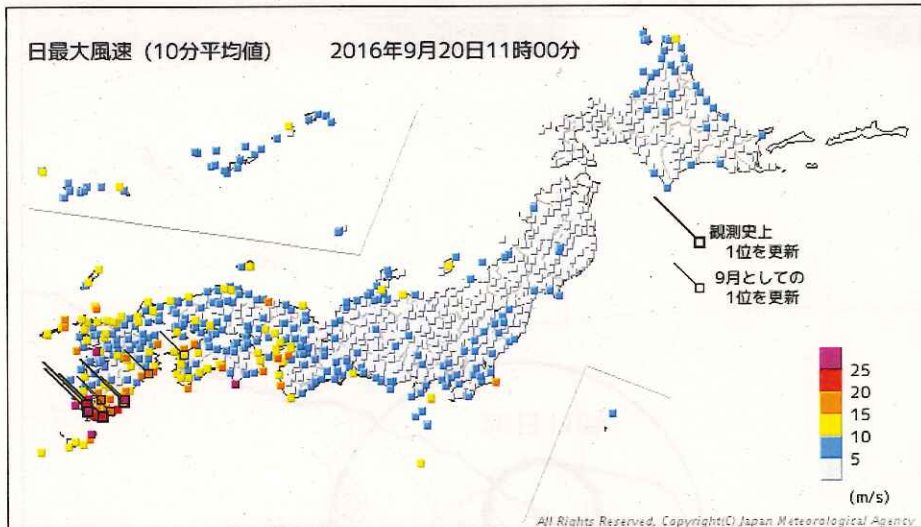 日最大風速 (10分平均値)
2016年9月20日11時00分
観測史上
1位を更新
9月としての
1位を更新
25
20
15
10
5
(m/s)
All Rights Reserved, Copyright(C) Japan Meteorological Agency